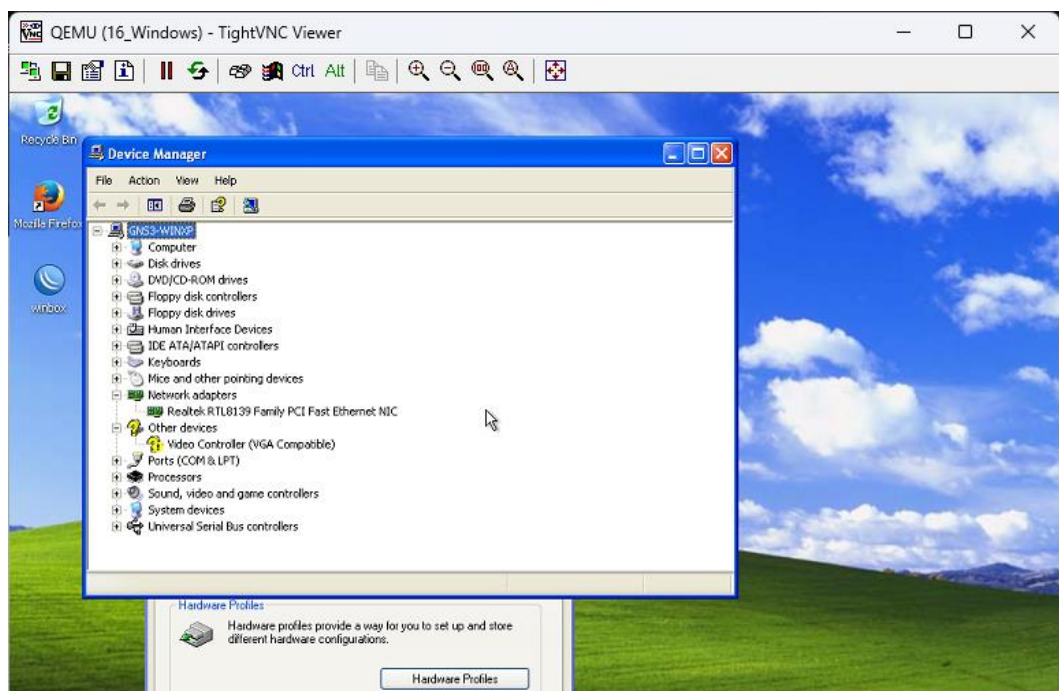 QEMU (16_Windows) - TightVNC Viewer
Ctrl Alt
Recycle Bin
Device Manager
File Action View Help
Mozilla Firefox
GNS3-WINXP
Computer
Disk drives
DVD/CD-ROM drives
Floppy disk controllers
winbox
Floppy disk drives
Human Interface Devices
IDE ATA/ATAPI controllers
Keyboards
Mice and other pointing devices
Network adapters
Realtek RTL8139 Family PCI Fast Ethernet NIC
Other devices
Video Controller (VGA Compatible)
Ports (COM & LPT)
Processors
Sound, video and game controllers
System devices
Universal Serial Bus controllers
Hardware Profiles
Hardware profiles provide a way for you to set up and store
different hardware configurations.
Hardware Profiles